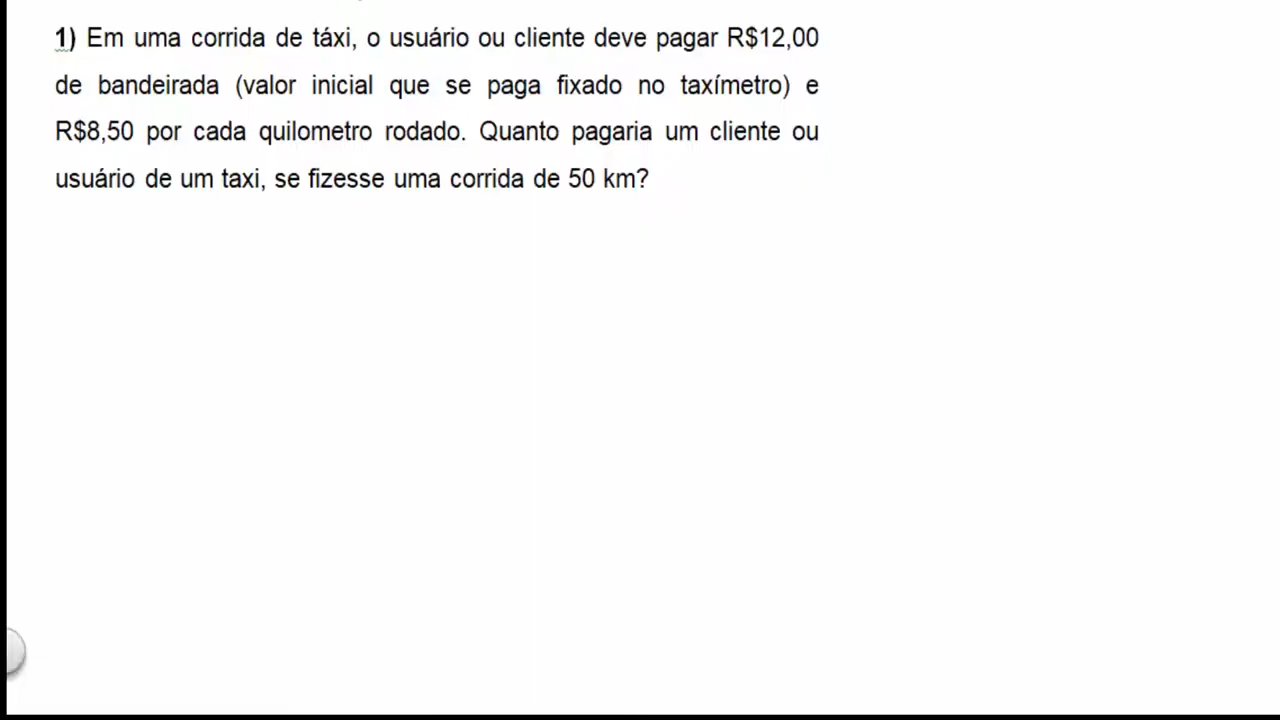 1) Em uma corrida de táxi, o usuário ou cliente deve pagar R$12,00
de bandeirada (valor inicial que se paga fixado no taxímetro) e
R$8,50 por cada quilometro rodado. Quanto pagaria um cliente ou
usuário de um taxi, se fizesse uma corrida de 50 km?